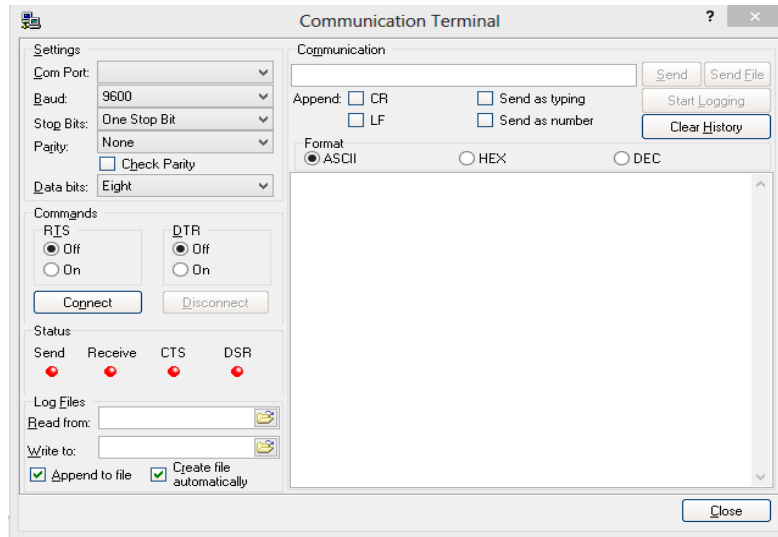 Communication Terminal ?
Settings
Com Port:
Baud: 9600
Stop Bits: One Stop Bit
Parity: None
Check Parity
Data bits: Eight
Commands
RTS
Off
On
DTR
Off
On
Connect Disconnect
Status
Send Receive CTS DSR
Log Files
Read from:
Write to:
Append to file
Create file
automatically
Communication
Send Send File
Append: CR Send as typing Start Logging
LF Send as number Clear History
Format
ASCII HEX DEC
Close